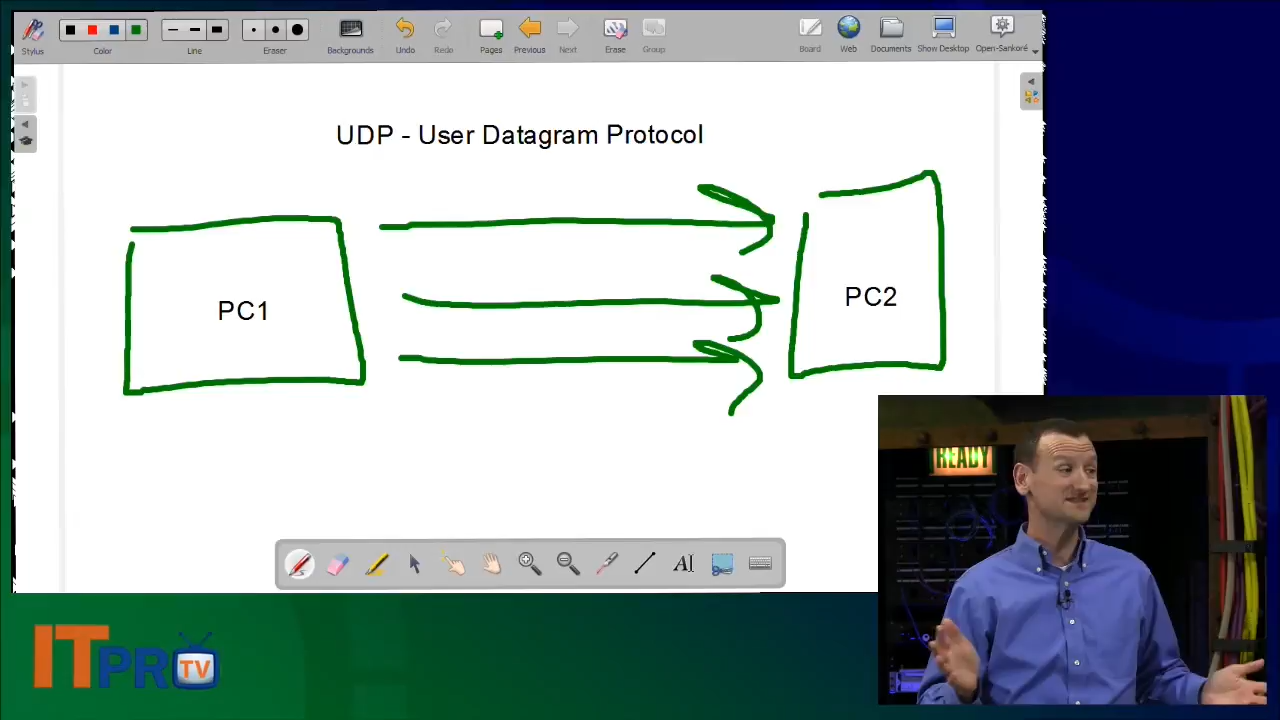 Stylus
Color
Line
Eraser
Backgrounds
Undo
Redo
Pages
Previous
Next
Erase
Group
Board
Web
Documents
Show Desktop
Open-Sankoré
UDP - User Datagram Protocol
PC1
PC2
READY
AI
ITPRO
TV